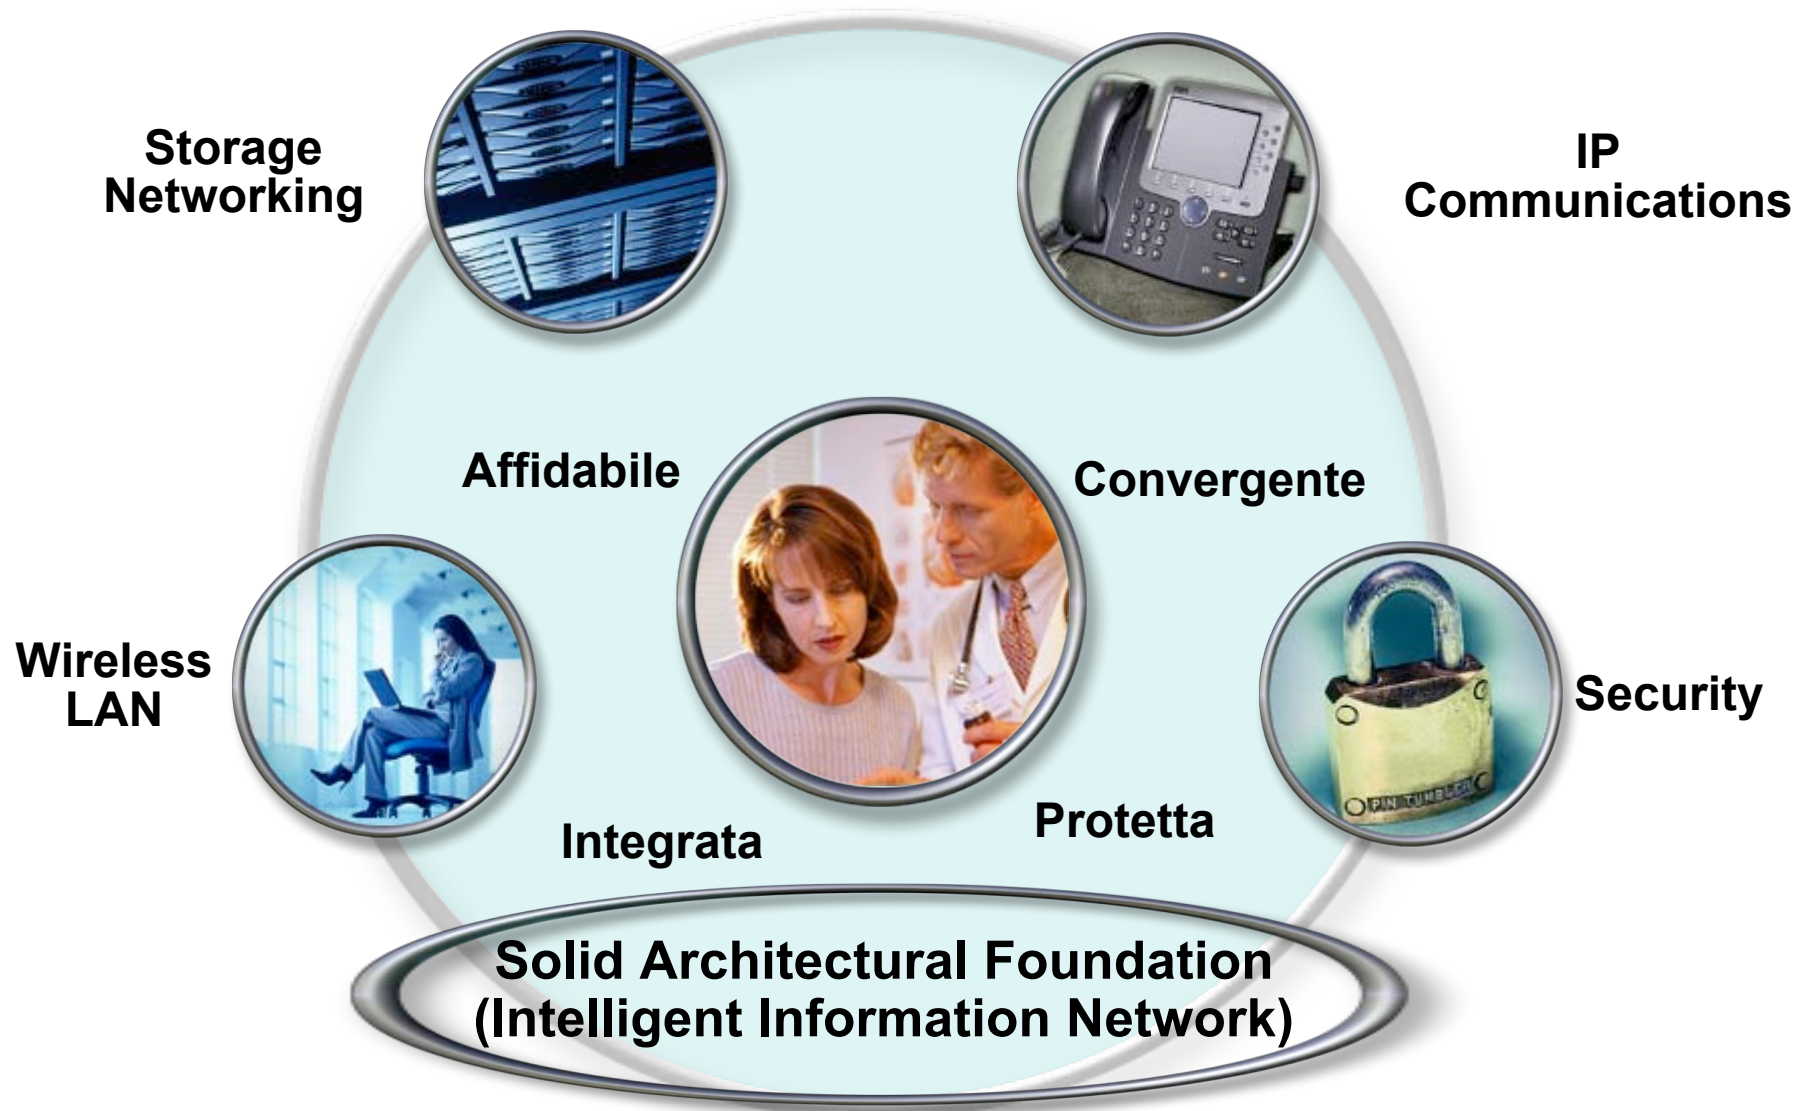 Storage
Networking
IP
Communications
Affidabile
Convergente
Wireless
LAN
Security
PIN TUMBLER
Integrata
Protetta
Solid Architectural Foundation
(Intelligent Information Network)